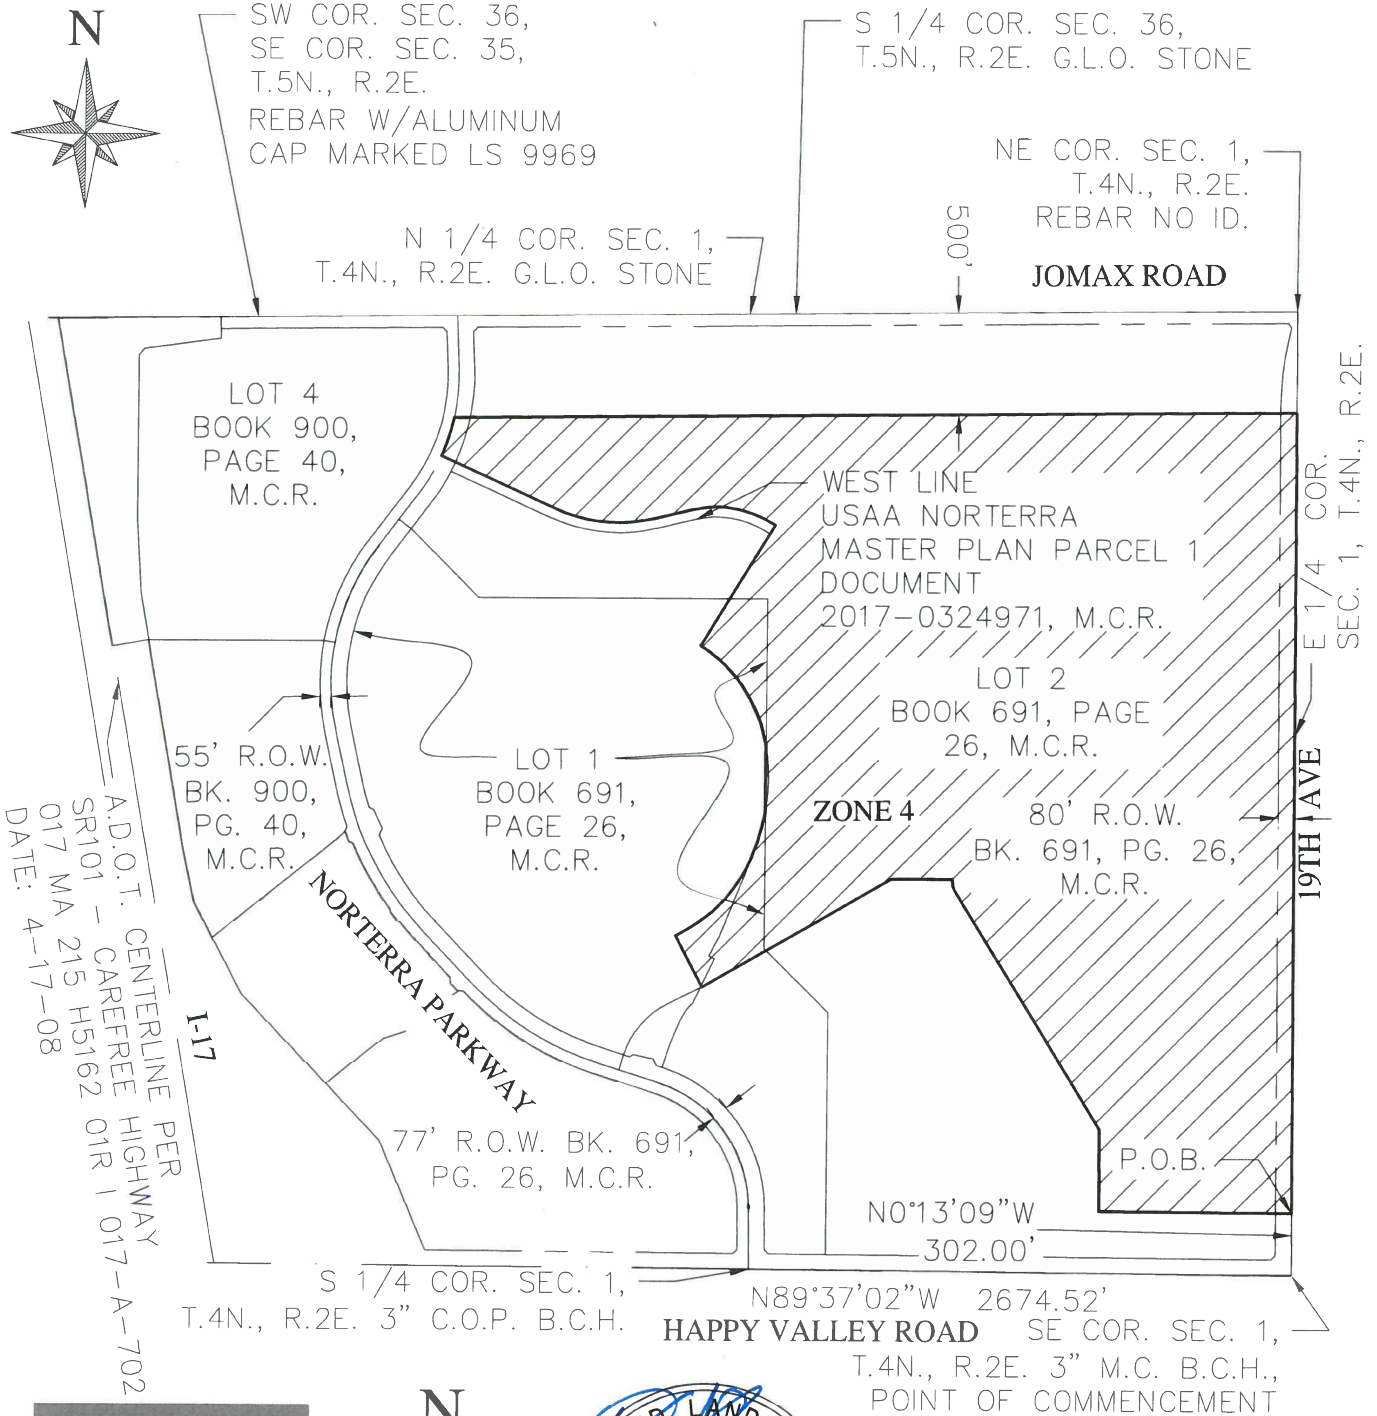 N
SW COR. SEC. 36,
SE COR. SEC. 35,
T.5N., R.2E.
REBAR W/ALUMINUM
CAP MARKED LS 9969
S 1/4 COR. SEC. 36,
T.5N., R.2E. G.L.O. STONE
NE COR. SEC. 1,
T.4N., R.2E.
REBAR NO ID.
N 1/4 COR. SEC. 1,
T.4N., R.2E. G.L.O. STONE
500'
JOMAX ROAD
LOT 4
BOOK 900,
PAGE 40,
M.C.R.
WEST LINE
USAA NORTERRA
MASTER PLAN PARCEL 1
DOCUMENT
2017-0324971, M.C.R.
E 1/4 COR.
SEC. 1, T.4N., R.2E.
LOT 2
BOOK 691, PAGE
26, M.C.R.
55' R.O.W.
BK. 900,
PG. 40,
M.C.R.
LOT 1
BOOK 691,
PAGE 26,
M.C.R.
ZONE 4
80' R.O.W.
BK. 691, PG. 26,
M.C.R.
19TH AVE
NORTERRA PARKWAY
A.D.O.T. CENTERLINE PER
SR101 - CAREFREE HIGHWAY
017 MA 215 H5162 01R | 017-A-702
DATE: 4-17-08
I-17
77' R.O.W. BK. 691,
PG. 26, M.C.R.
P.O.B.
N0°13'09"W
302.00'
S 1/4 COR. SEC. 1,
T.4N., R.2E. 3" C.O.P. B.C.H.
N89°37'02"W 2674.52'
HAPPY VALLEY ROAD
SE COR. SEC. 1,
T.4N., R.2E. 3" M.C. B.C.H.,
POINT OF COMMENCEMENT
N
LAND